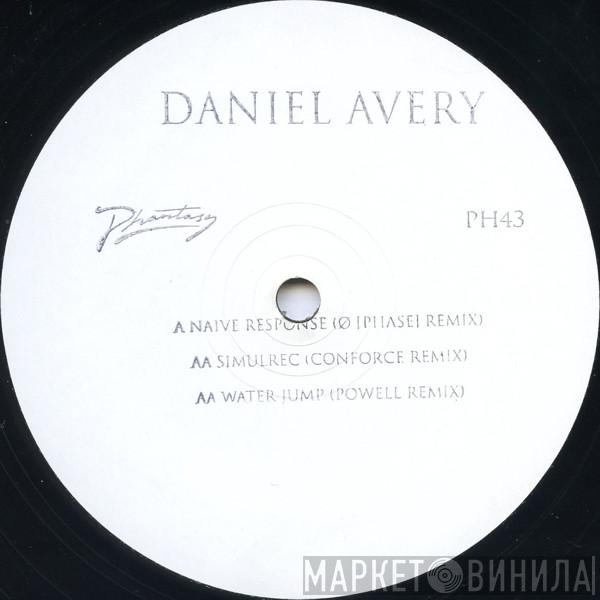 DANIEL AVERY
Phantasy
PH43
A NAIVE RESPONSE (Ø [PHASE] REMIX)
AA SIMULREC (CONFORCE REMIX)
AA WATER JUMP (POWELL REMIX)
МАРКЕТ ВИНИЛА